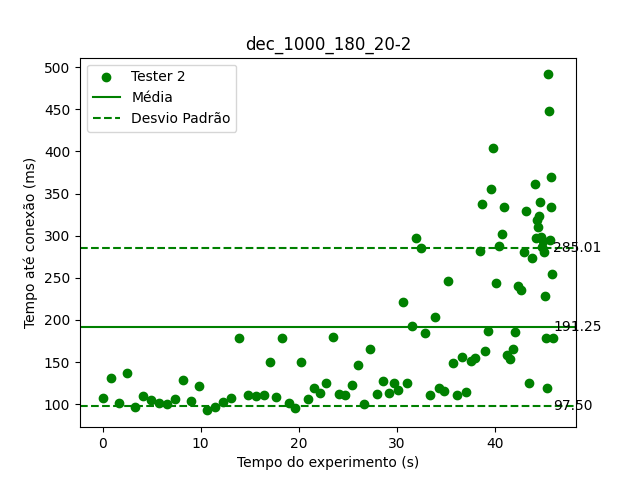 dec_1000_180_20-2
Tester 2
Média
Desvio Padrão
Tempo até conexão (ms)
500
450
400
350
300
250
200
150
100
285.01
191.25
97.50
0 10 20 30 40
Tempo do experimento (s)